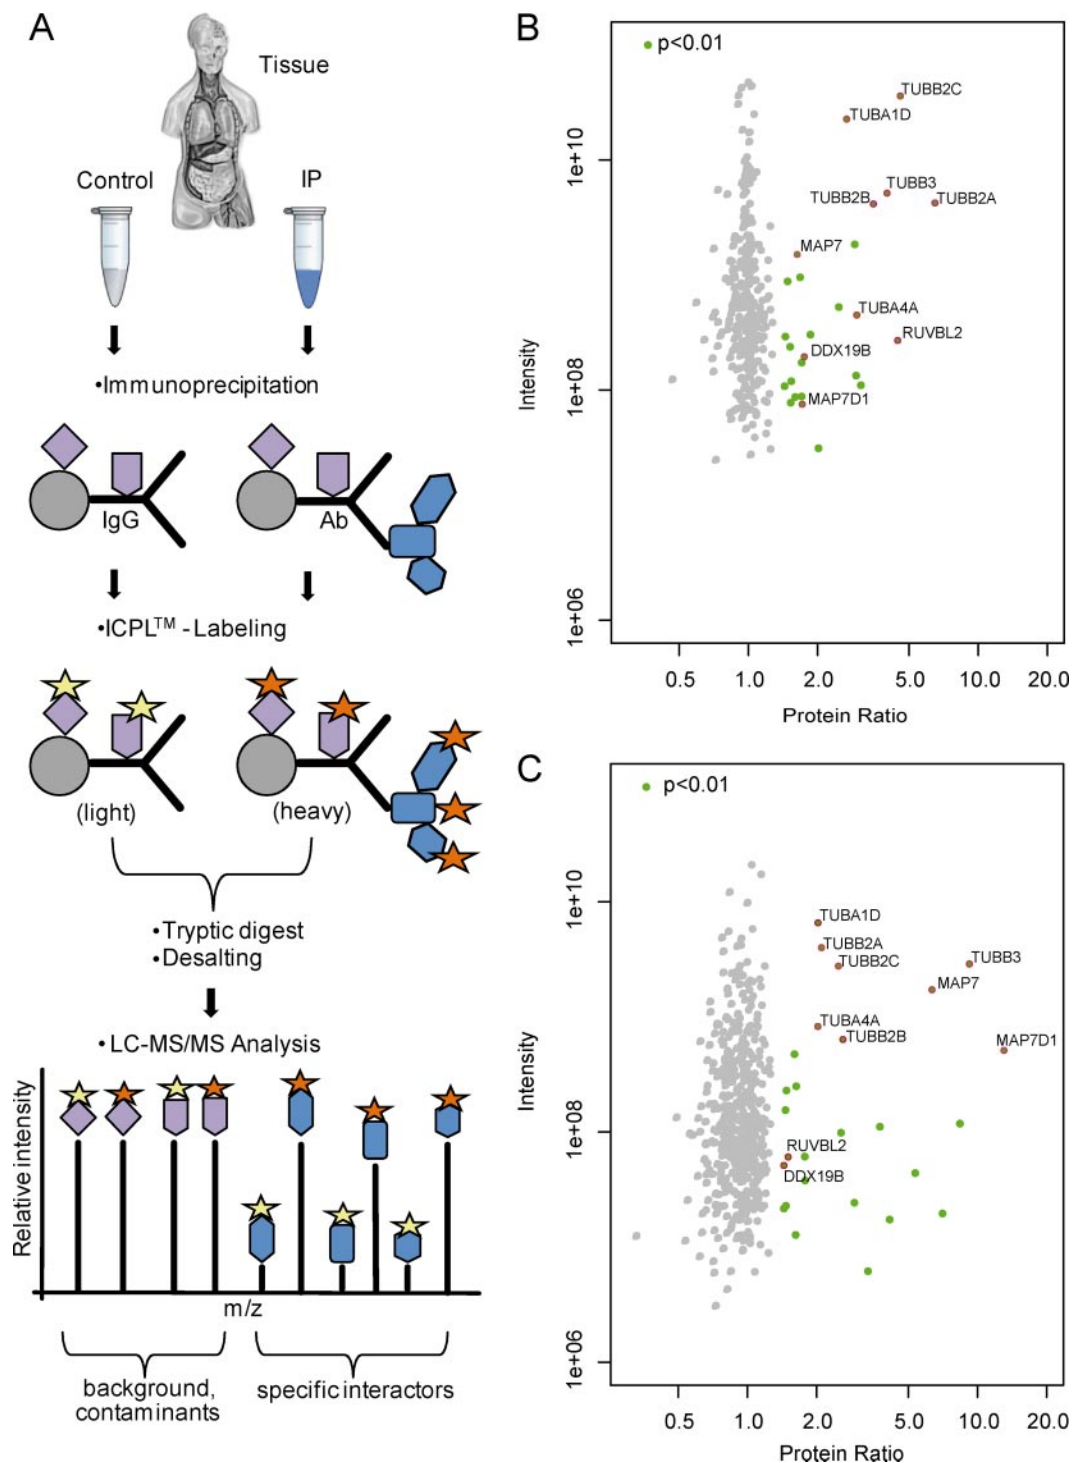 A
Tissue
Control
IP
•Immunoprecipitation
IgG
Ab
•ICPL™ - Labeling
(light)
(heavy)
•Tryptic digest
•Desalting
•LC-MS/MS Analysis
Relative intensity
m/z
background,
contaminants
specific interactors
B
p<0.01
TUBB2C
TUBA1D
TUBB3
TUBB2B
TUBB2A
MAP7
TUBA4A
RUVBL2
DDX19B
MAP7D1
Intensity
1e+10
1e+08
1e+06
0.5 1.0 2.0 5.0 10.0 20.0
Protein Ratio
C
p<0.01
TUBA1D
TUBB2A
TUBB2C
TUBB3
MAP7
TUBA4A
TUBB2B
MAP7D1
RUVBL2
DDX19B
Intensity
1e+10
1e+08
1e+06
0.5 1.0 2.0 5.0 10.0 20.0
Protein Ratio